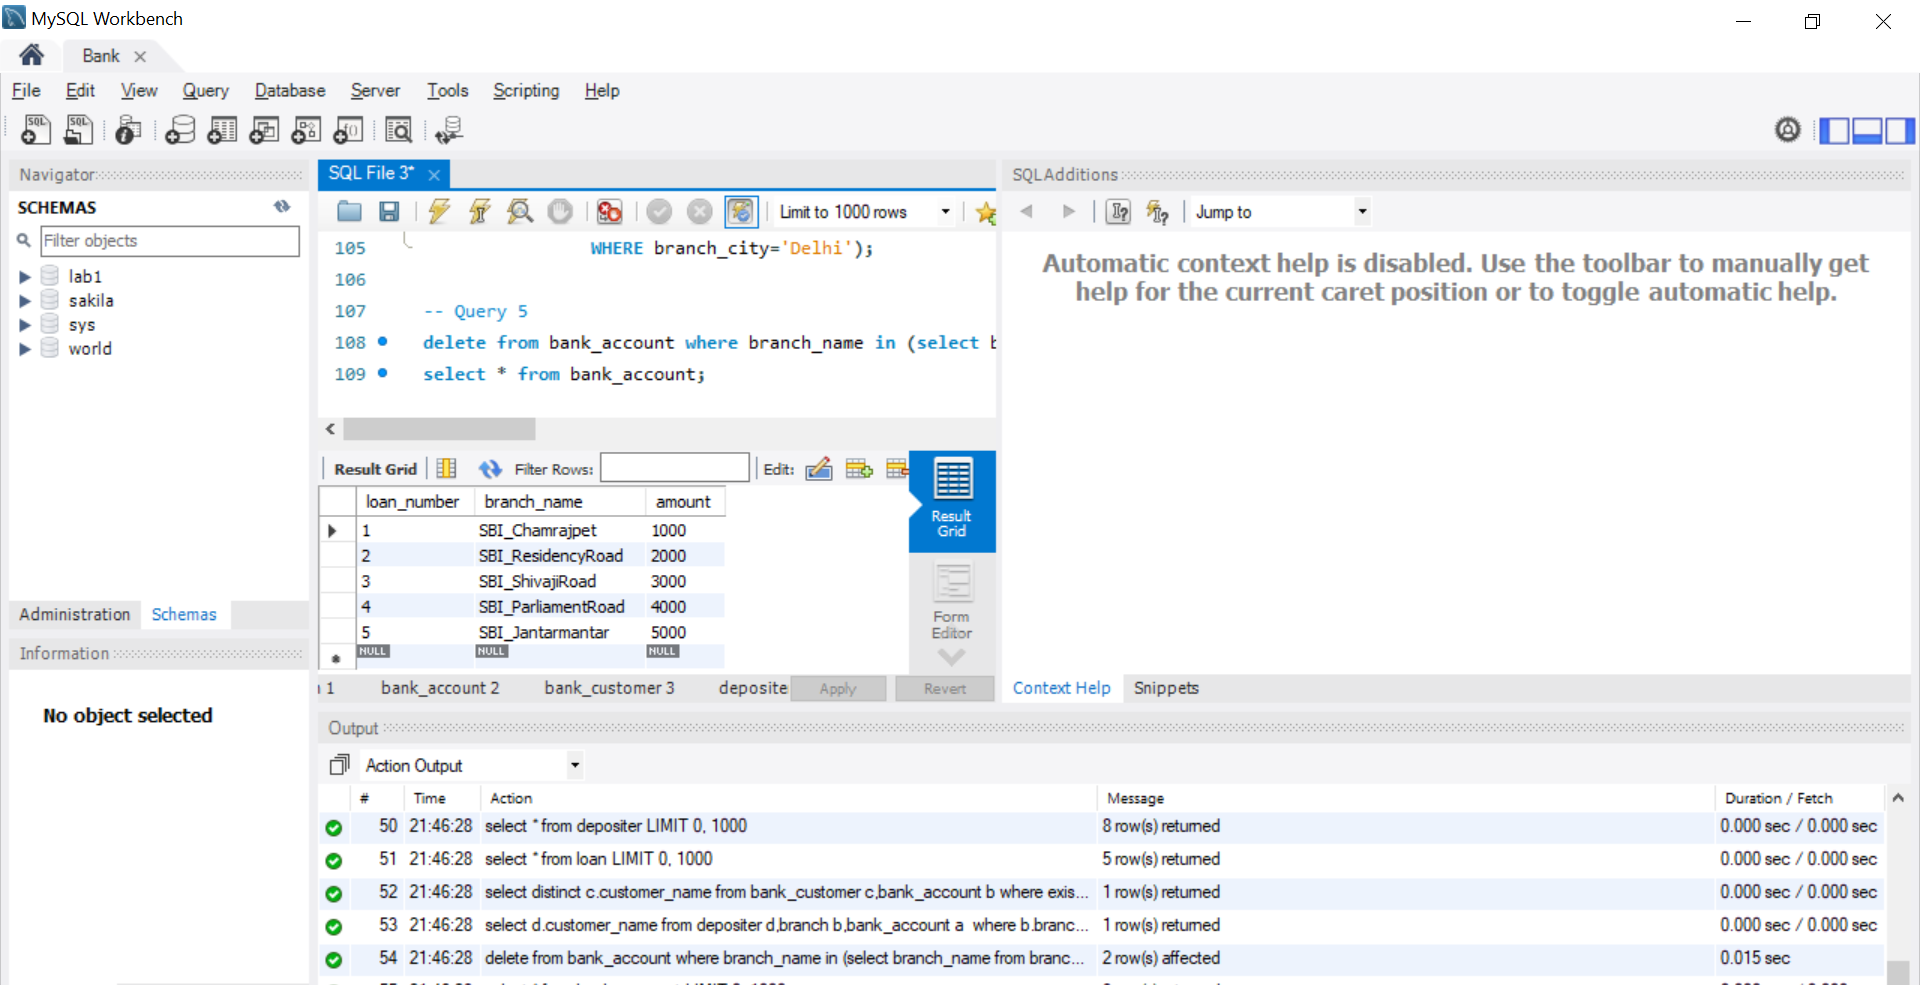 MySQL Workbench
Bank
File Edit View Query Database Server Tools Scripting Help
Navigator
SCHEMAS
Filter objects
lab1
sakila
sys
world
Administration Schemas
Information
No object selected
SQL File 3*
Limit to 1000 rows
105 WHERE branch_city='Delhi');
106
107 -- Query 5
108 delete from bank_account where branch_name in (select
109 select * from bank_account;
Result Grid Filter Rows: Edit:
loan_number branch_name amount
1 SBI_Chamrajpet 1000
2 SBI_ResidencyRoad 2000
3 SBI_ShivajiRoad 3000
4 SBI_ParliamentRoad 4000
5 SBI_Jantarmantar 5000
NULL NULL NULL
Result
Grid
Form
Editor
1 bank_account 2 bank_customer 3 deposite Apply Revert
SQLAdditions
Jump to
Automatic context help is disabled. Use the toolbar to manually get
help for the current caret position or to toggle automatic help.
Context Help Snippets
Output
Action Output
# Time Action Message Duration / Fetch
50 21:46:28 select * from depositer LIMIT 0, 1000 8 row(s) returned 0.000 sec / 0.000 sec
51 21:46:28 select * from loan LIMIT 0, 1000 5 row(s) returned 0.000 sec / 0.000 sec
52 21:46:28 select distinct c.customer_name from bank_customer c,bank_account b where exis... 1 row(s) returned 0.000 sec / 0.000 sec
53 21:46:28 select d.customer_name from depositer d,branch b,bank_account a where b.branc... 1 row(s) returned 0.000 sec / 0.000 sec
54 21:46:28 delete from bank_account where branch_name in (select branch_name from branc... 2 row(s) affected 0.015 sec